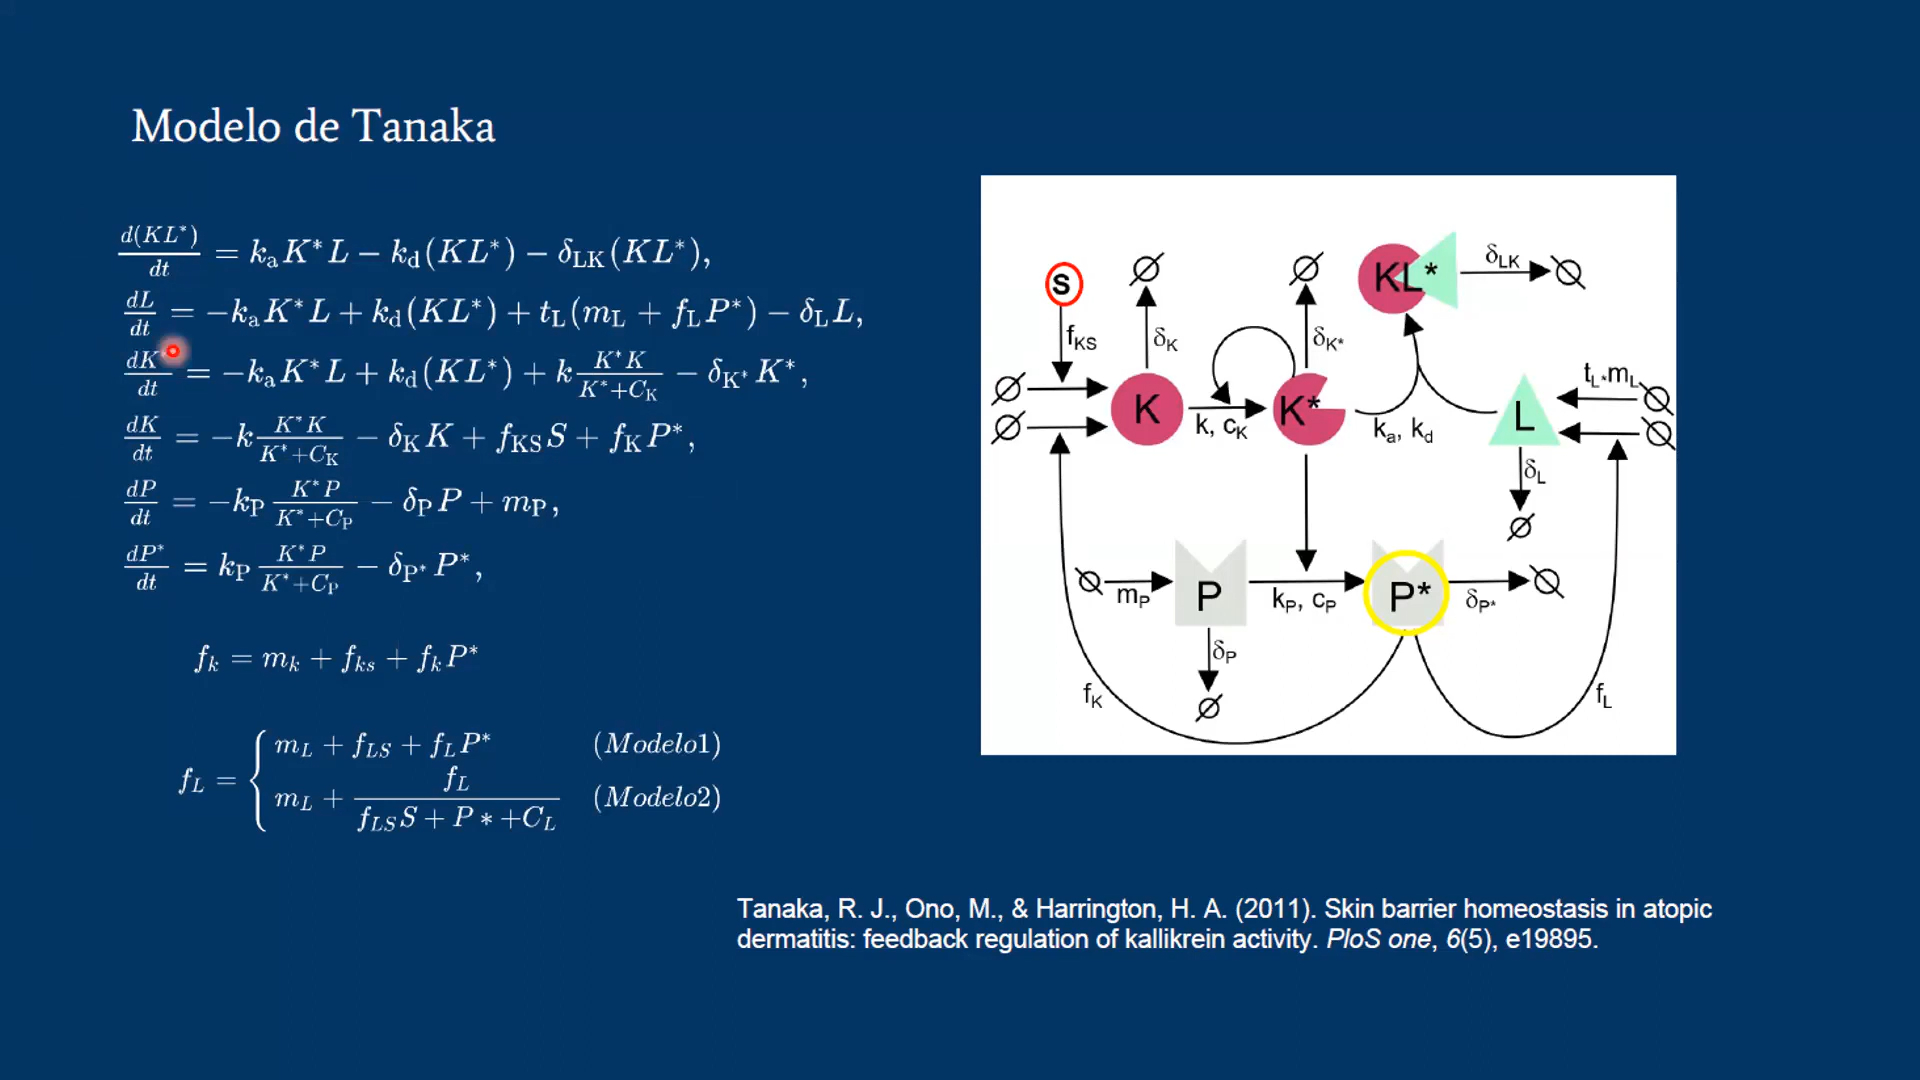 Modelo de Tanaka
d(KL*)/dt = k_a K* L − k_d (KL*) − δ_LK (KL*),
dL/dt = −k_a K* L + k_d (KL*) + t_L (m_L + f_L P*) − δ_L L,
dK*/dt = −k_a K* L + k_d (KL*) + k K*K/(K*+C_K) − δ_K* K*,
dK/dt = −k K*K/(K*+C_K) − δ_K K + f_KS S + f_K P*,
dP/dt = −k_P K*P/(K*+C_P) − δ_P P + m_P,
dP*/dt = k_P K*P/(K*+C_P) − δ_P* P*,
f_k = m_k + f_ks + f_k P*
f_L = { m_L + f_LS + f_L P* (Modelo1)
m_L + f_L/(f_LS S + P * +C_L) (Modelo2)
S
∅
∅
KL*
δ_LK
∅
f_KS
δ_K
δ_K*
t_L*m_L
∅
∅
∅
∅
K
k, c_K
K*
k_a, k_d
L
δ_L
∅
∅
m_P
P
k_P, c_P
P*
δ_P*
∅
δ_P
∅
f_K
f_L
Tanaka, R. J., Ono, M., & Harrington, H. A. (2011). Skin barrier homeostasis in atopic
dermatitis: feedback regulation of kallikrein activity. PloS one, 6(5), e19895.